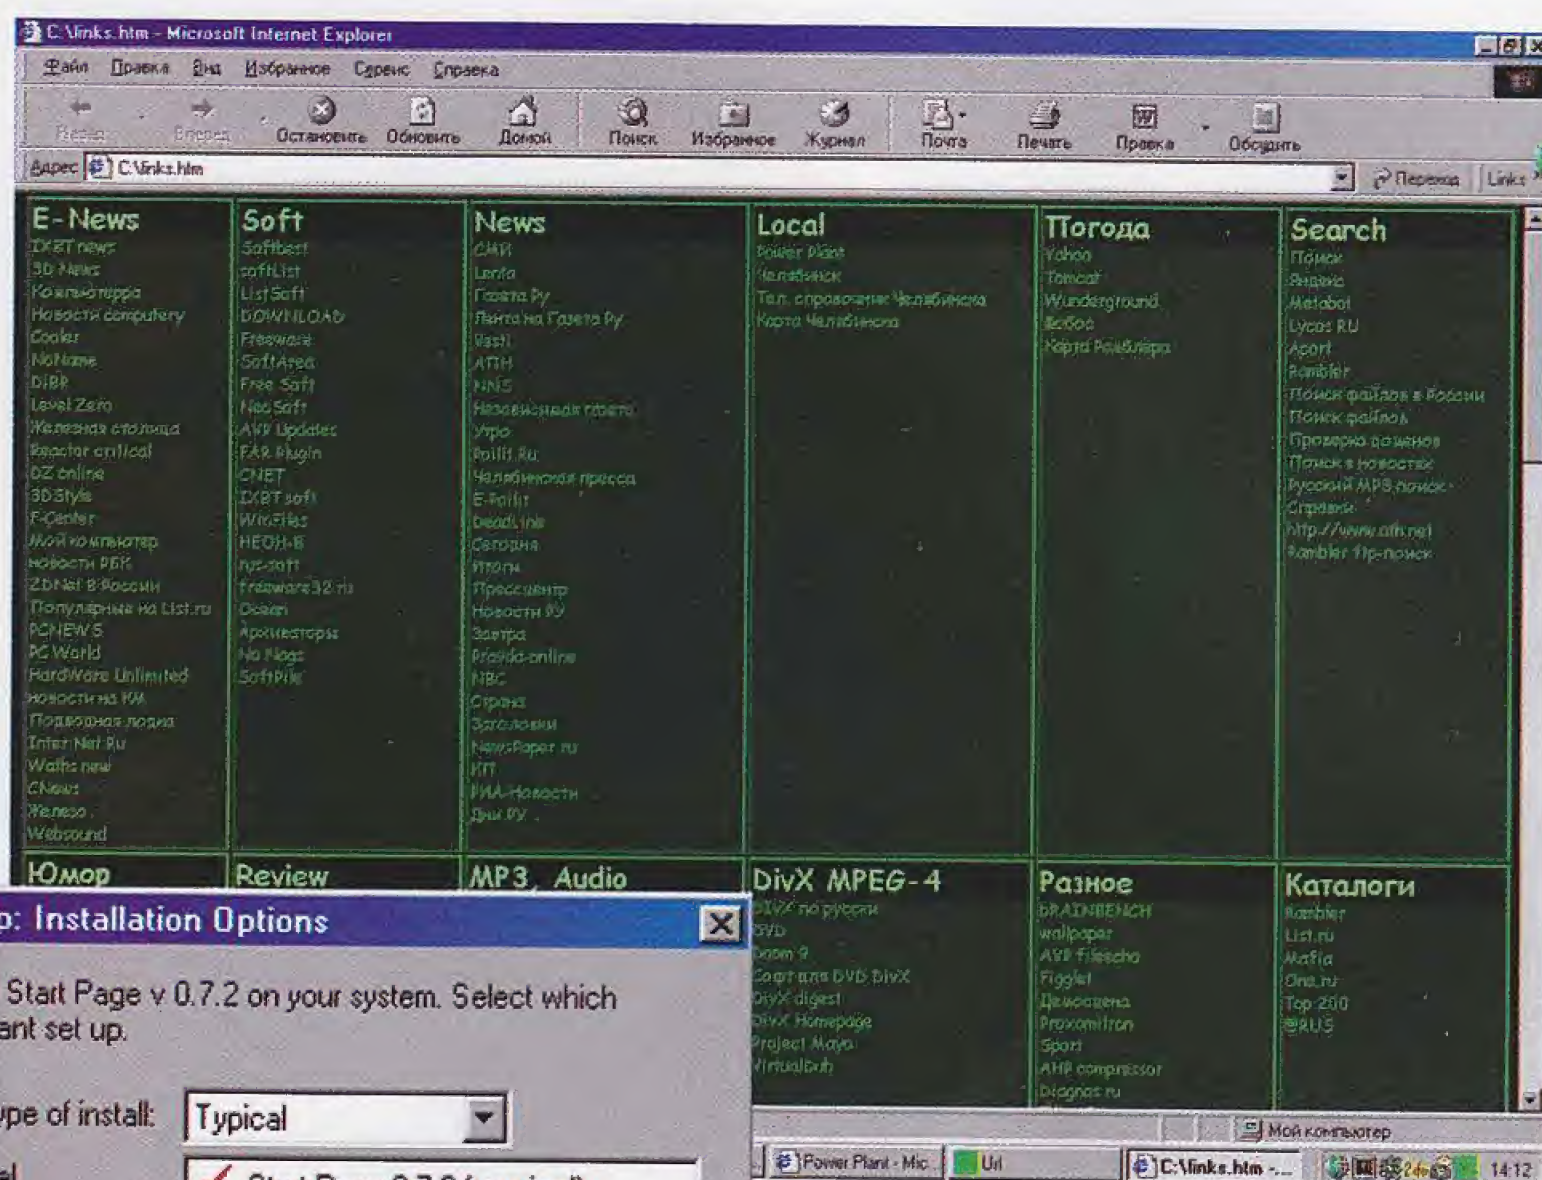 C:\links.htm - Microsoft Internet Explorer
Файл Правка Вид Избранное Сервис Справка
Назад Вперед Остановить Обновить Домой Поиск Избранное Журнал Почта Печать Правка Обсудить
Адрес C:\links.htm Переход Links
E-News
IXBT news
3D News
Компьютерра
Новости computery
Cooler
NoName
DiBR
Level Zero
Железная столица
Reactor critical
DZ online
3DStyle
F-Center
Мой компьютер
новости РБК
ZDNet В России
Популярные на List.ru
PCNEWS
PC World
HardWare Unlimited
новости на КМ
Подводная лодка
Inter Net Ru
Waths new
CNews
Железо
Websound
Soft
Softbest
softList
ListSoft
DOWNLOAD
Freeware
SoftArea
Free Soft
NeoSoft
AVP Updates
FAR Plugin
CNET
IXBT soft
WinFiles
НЕОН-В
rus-soft
freeware32.ru
Ocean
Архиваторы
No Nags
SoftPile
News
СМИ
Lenta
Газета Ру
Лента на Газета Ру
Vesti
АПН
NNS
Независимая газета
Утро
Polit.Ru
Челябинская пресса
E-Polit
DeadLine
Сегодня
Итоги
Прессцентр
Новости РУ
Завтра
Pravda-online
NBC
Страна
Заголовки
NewsPaper.ru
КП
РИА-Новости
Дни.РУ
Local
Power Plant
Челябинск
Тел. справочник Челябинска
Карта Челябинска
Погода
Yahoo
Tomcat
Wunderground
Карта Рамблера
Search
Поиск
Яндекс
Metabot
Lycos RU
Aport
Rambler
Поиск файлов в России
Поиск файлов
Проверка доменов
Поиск в новостях
Русский MP3 поиск
Справки
Rambler ftp-поиск
Юмор
Review
MP3, Audio
DivX MPEG-4
DIVX по русски
DVD
Doom 9
Софт для DVD DivX
DivX digest
DivX Homepage
Project Mayo
VirtualDub
Разное
bRAINBENCH
wallpaper
AVP fileecho
Figglet
Демосцена
Proxomitron
Sport
AHP compressor
Diagnos ru
Каталоги
Rambler
List.ru
Mafia
One.ru
Top 200
@RUS
p: Installation Options
Start Page v 0.7.2 on your system. Select which
ant set up.
ype of install: Typical
Мой компьютер
Power Plant - Mic... Url C:\links.htm -... 14:12